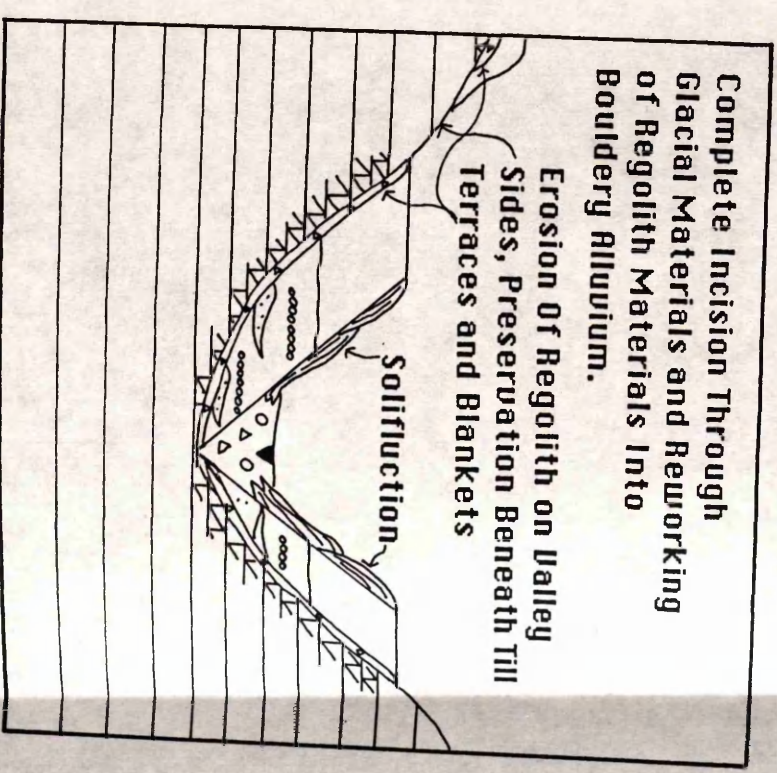 Complete Incision Through
Glacial Materials and Reworking
of Regolith Materials Into
Bouldery Alluvium.
Erosion Of Regolith on Valley
Sides, Preservation Beneath Till
Terraces and Blankets
Solifluction